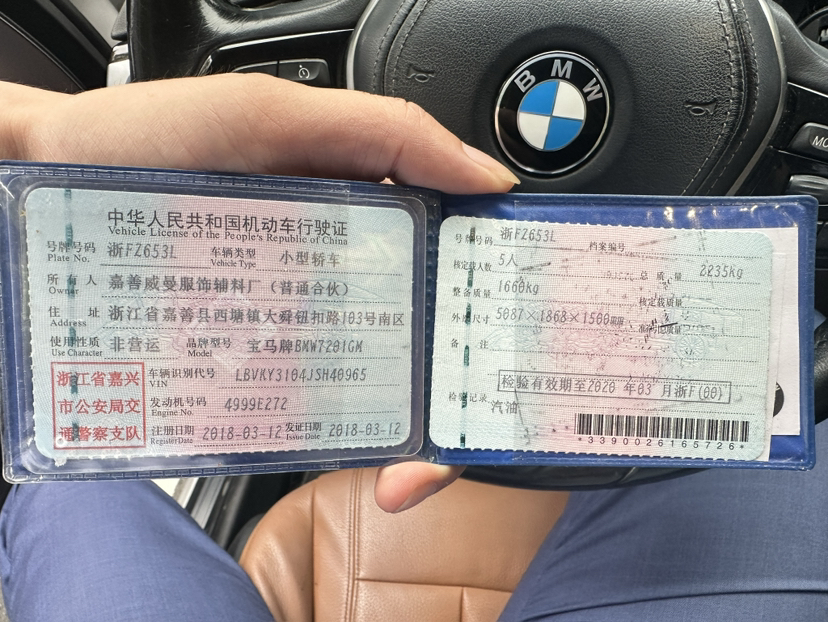 BMW
中华人民共和国机动车行驶证
Vehicle License of the People's Republic of China
号牌号码 浙FZ653L 车辆类型 小型轿车
Plate No. Vehicle Type
所有人 嘉善威曼服饰辅料厂（普通合伙）
Owner
住址 浙江省嘉善县西塘镇大舜钮扣路103号南区
Address
使用性质 非营运 品牌型号 宝马牌BMW7201GM
Use Character Model
浙江省嘉兴
市公安局交
通警察支队
车辆识别代号 LBVKY3104JSH40965
VIN
发动机号码 4999E272
Engine No.
注册日期 2018-03-12 发证日期 2018-03-12
Register Date Issue Date
号牌号码 浙FZ653L 档案编号
核定载人数 5人 总质量 2235kg
整备质量 1660kg 核定载质量
外廓尺寸 5087×1868×1500mm 准牵引总质量
备注
检验有效期至2020年03月浙F(00)
检验记录
汽油
*3390026165726*